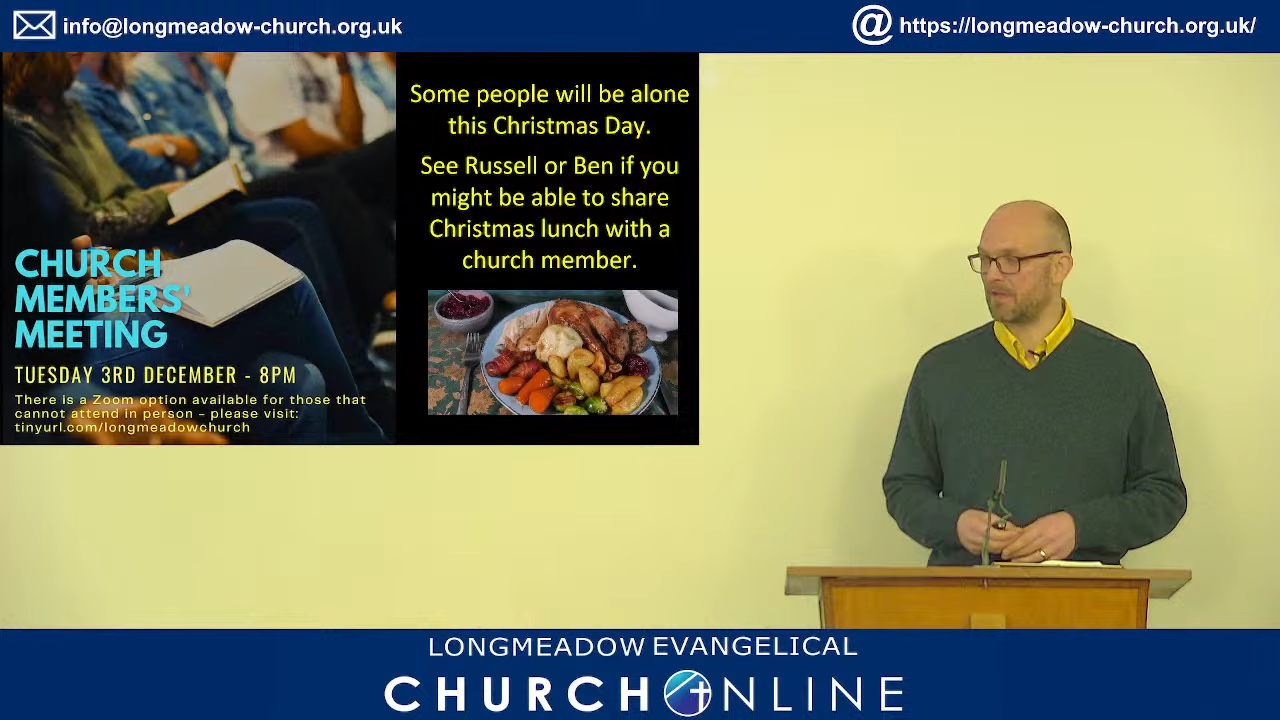 info@longmeadow-church.org.uk
https://longmeadow-church.org.uk/
CHURCH
MEMBERS'
MEETING
TUESDAY 3RD DECEMBER - 8PM
There is a Zoom option available for those that
cannot attend in person - please visit:
tinyurl.com/longmeadowchurch
Some people will be alone
this Christmas Day.
See Russell or Ben if you
might be able to share
Christmas lunch with a
church member.
LONGMEADOW EVANGELICAL
CHURCH ONLINE